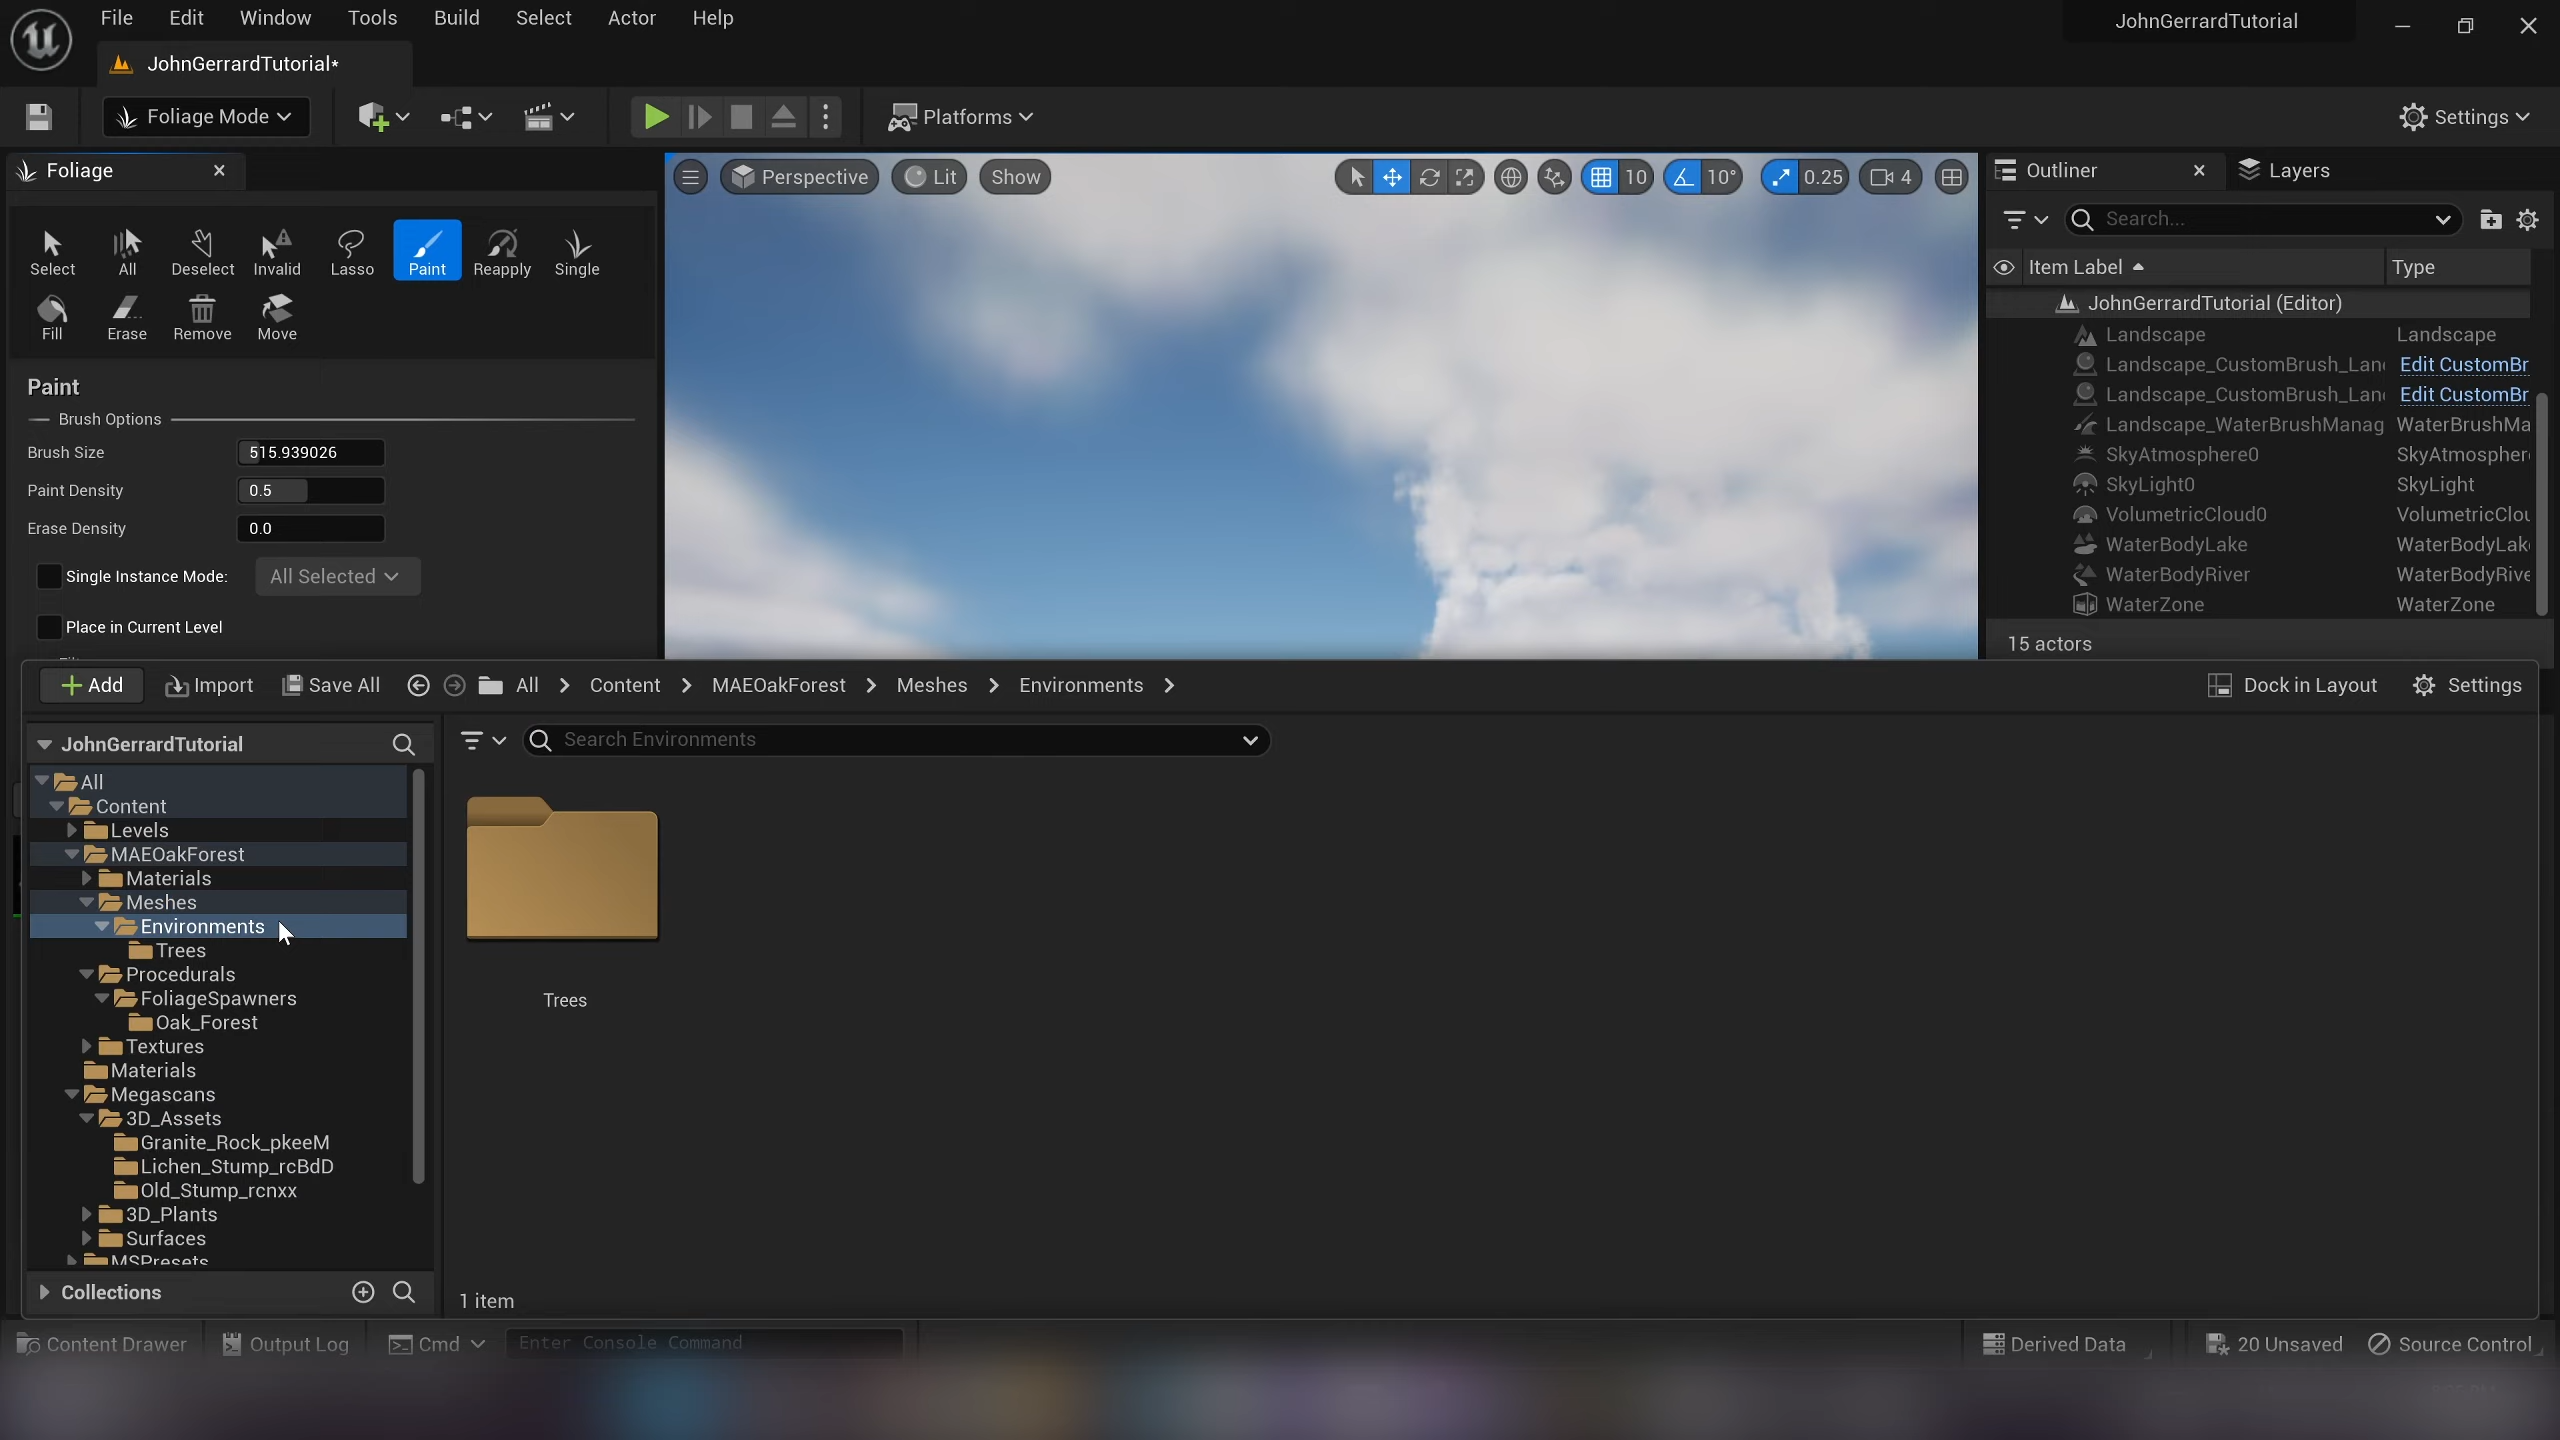 File Edit Window Tools Build Select Actor Help
JohnGerrardTutorial
JohnGerrardTutorial*
Foliage Mode
Platforms
Settings
Foliage
Select
All
Deselect
Invalid
Lasso
Paint
Reapply
Single
Fill
Erase
Remove
Move
Paint
Brush Options
Brush Size 515.939026
Paint Density 0.5
Erase Density 0.0
Single Instance Mode: All Selected
Place in Current Level
Perspective
Lit
Show
10
10°
0.25
4
Outliner
Layers
Search...
Item Label Type
JohnGerrardTutorial (Editor)
Landscape Landscape
Landscape_CustomBrush_Lan Edit CustomBr
Landscape_CustomBrush_Lan Edit CustomBr
Landscape_WaterBrushManag WaterBrushMa
SkyAtmosphere0 SkyAtmospher
SkyLight0 SkyLight
VolumetricCloud0 VolumetricClou
WaterBodyLake WaterBodyLak
WaterBodyRiver WaterBodyRive
WaterZone WaterZone
15 actors
Add Import Save All All > Content > MAEOakForest > Meshes > Environments >
Dock in Layout Settings
JohnGerrardTutorial
Search Environments
All
Content
Levels
MAEOakForest
Materials
Meshes
Environments
Trees
Procedurals
FoliageSpawners
Oak_Forest
Textures
Materials
Megascans
3D_Assets
Granite_Rock_pkeeM
Lichen_Stump_rcBdD
Old_Stump_rcnxx
3D_Plants
Surfaces
MSPresets
Collections
Trees
1 item
Content Drawer Output Log Cmd Enter Console Command
Derived Data 20 Unsaved Source Control